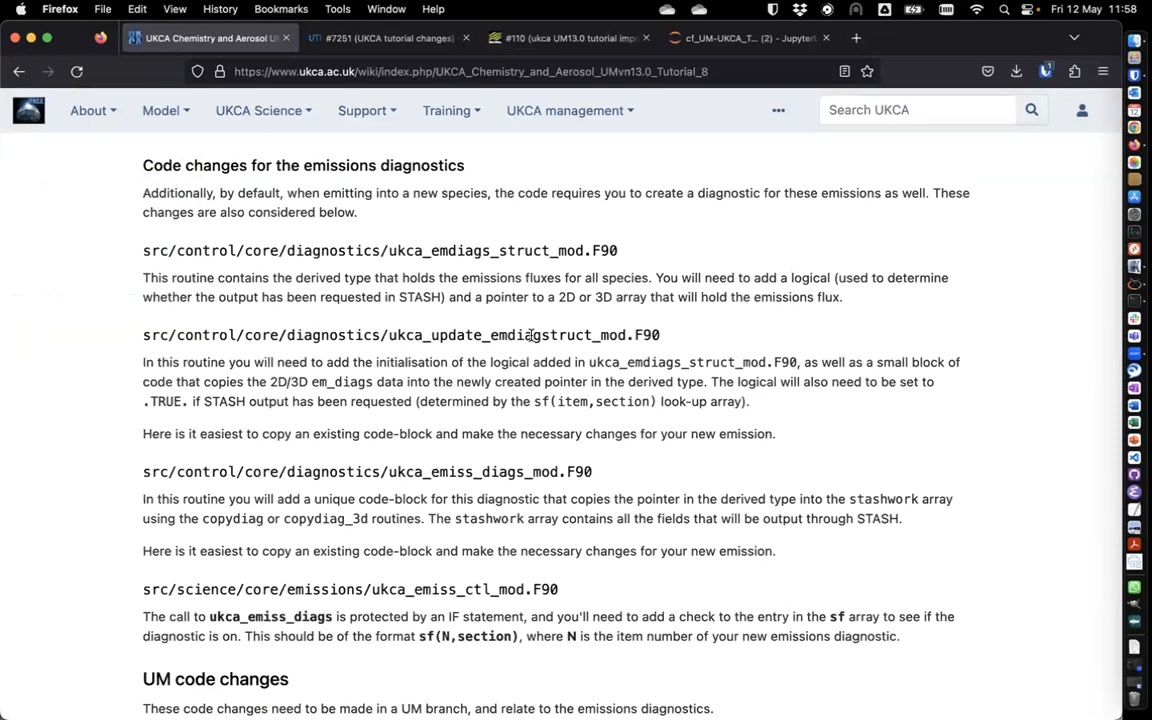 Firefox File Edit View History Bookmarks Tools Window Help Fri 12 May 11:58
UKCA Chemistry and Aerosol U #7251 (UKCA tutorial changes) #110 (ukca UM13.0 tutorial imp cf_UM-UKCA_T... (2) - Jupyter
https://www.ukca.ac.uk/wiki/index.php/UKCA_Chemistry_and_Aerosol_UMvn13.0_Tutorial_8
About Model UKCA Science Support Training UKCA management Search UKCA
Code changes for the emissions diagnostics
Additionally, by default, when emitting into a new species, the code requires you to create a diagnostic for these emissions as well. These
changes are also considered below.
src/control/core/diagnostics/ukca_emdiags_struct_mod.F90
This routine contains the derived type that holds the emissions fluxes for all species. You will need to add a logical (used to determine
whether the output has been requested in STASH) and a pointer to a 2D or 3D array that will hold the emissions flux.
src/control/core/diagnostics/ukca_update_emdiagstruct_mod.F90
In this routine you will need to add the initialisation of the logical added in ukca_emdiags_struct_mod.F90, as well as a small block of
code that copies the 2D/3D em_diags data into the newly created pointer in the derived type. The logical will also need to be set to
.TRUE. if STASH output has been requested (determined by the sf(item,section) look-up array).
Here is it easiest to copy an existing code-block and make the necessary changes for your new emission.
src/control/core/diagnostics/ukca_emiss_diags_mod.F90
In this routine you will add a unique code-block for this diagnostic that copies the pointer in the derived type into the stashwork array
using the copydiag or copydiag_3d routines. The stashwork array contains all the fields that will be output through STASH.
Here is it easiest to copy an existing code-block and make the necessary changes for your new emission.
src/science/core/emissions/ukca_emiss_ctl_mod.F90
The call to ukca_emiss_diags is protected by an IF statement, and you'll need to add a check to the entry in the sf array to see if the
diagnostic is on. This should be of the format sf(N,section), where N is the item number of your new emissions diagnostic.
UM code changes
These code changes need to be made in a UM branch, and relate to the emissions diagnostics.